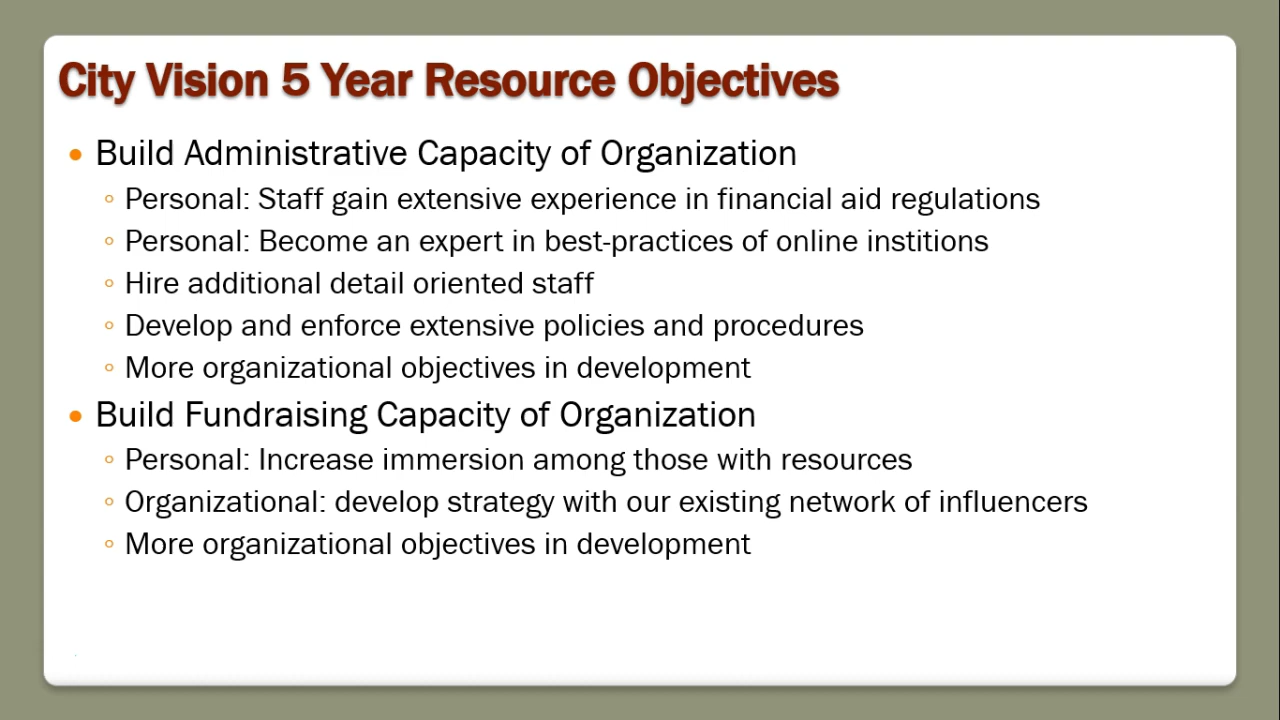 City Vision 5 Year Resource Objectives
• Build Administrative Capacity of Organization
◦ Personal: Staff gain extensive experience in financial aid regulations
◦ Personal: Become an expert in best-practices of online institions
◦ Hire additional detail oriented staff
◦ Develop and enforce extensive policies and procedures
◦ More organizational objectives in development
• Build Fundraising Capacity of Organization
◦ Personal: Increase immersion among those with resources
◦ Organizational: develop strategy with our existing network of influencers
◦ More organizational objectives in development